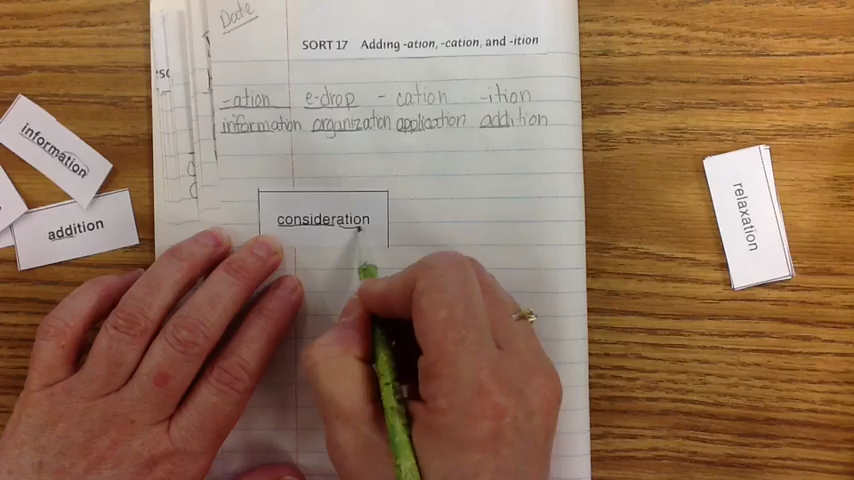 Date
SORT 17 Adding -ation, -cation, and -ition
-ation e-drop -cation -ition
information organization application addition
information
addition
consideration
relaxation